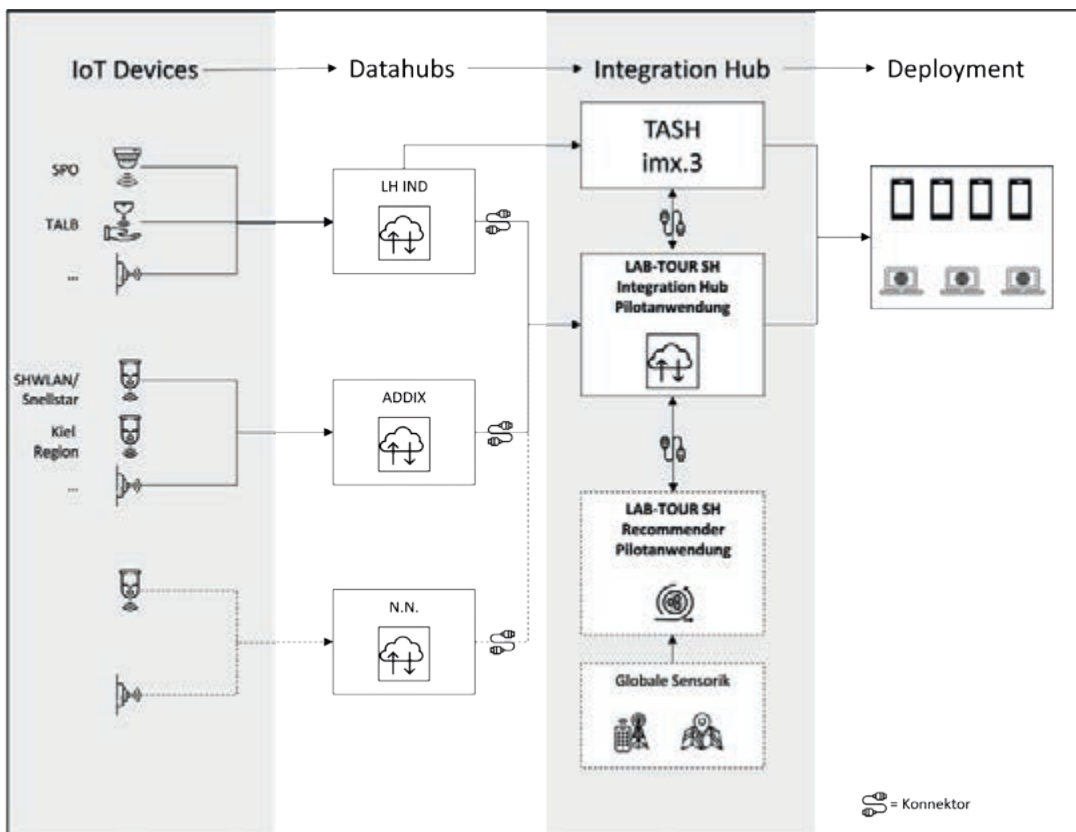 IoT Devices
Datahubs
Integration Hub
Deployment
SPO
TALB
...
SHWLAN/
Snellstar
Kiel
Region
...
LH IND
ADDIX
N.N.
TASH
imx.3
LAB-TOUR SH
Integration Hub
Pilotanwendung
LAB-TOUR SH
Recommender
Pilotanwendung
Globale Sensorik
= Konnektor